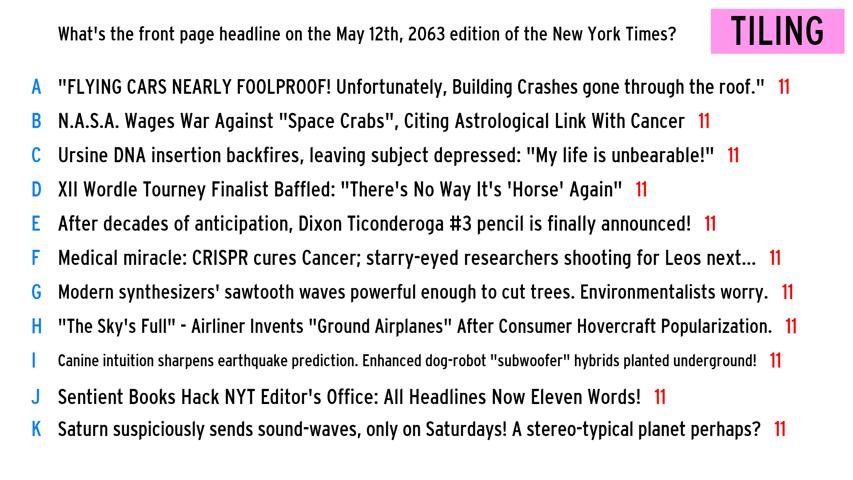 What's the front page headline on the May 12th, 2063 edition of the New York Times?
TILING
A "FLYING CARS NEARLY FOOLPROOF! Unfortunately, Building Crashes gone through the roof." 11
B N.A.S.A. Wages War Against "Space Crabs", Citing Astrological Link With Cancer 11
C Ursine DNA insertion backfires, leaving subject depressed: "My life is unbearable!" 11
D XII Wordle Tourney Finalist Baffled: "There's No Way It's 'Horse' Again" 11
E After decades of anticipation, Dixon Ticonderoga #3 pencil is finally announced! 11
F Medical miracle: CRISPR cures Cancer; starry-eyed researchers shooting for Leos next... 11
G Modern synthesizers' sawtooth waves powerful enough to cut trees. Environmentalists worry. 11
H "The Sky's Full" - Airliner Invents "Ground Airplanes" After Consumer Hovercraft Popularization. 11
I Canine intuition sharpens earthquake prediction. Enhanced dog-robot "subwoofer" hybrids planted underground! 11
J Sentient Books Hack NYT Editor's Office: All Headlines Now Eleven Words! 11
K Saturn suspiciously sends sound-waves, only on Saturdays! A stereo-typical planet perhaps? 11